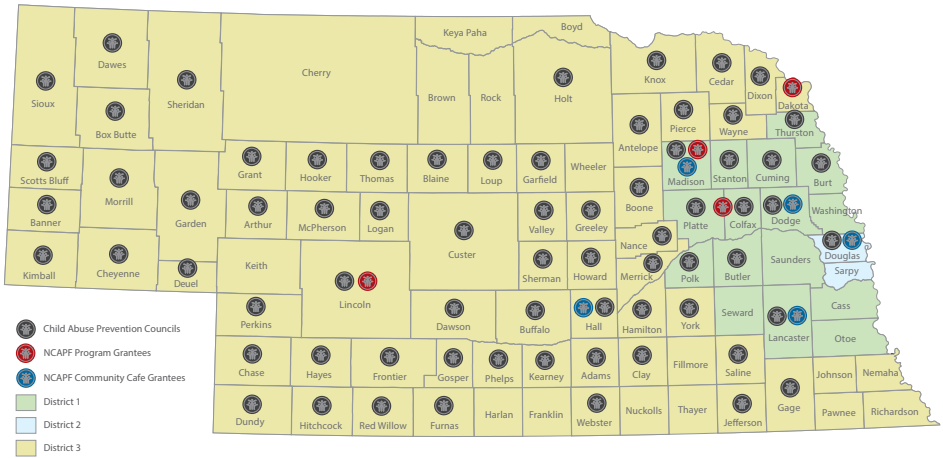 Keya Paha
Boyd
Dawes
Cherry
Knox
Cedar
Sioux
Sheridan
Brown
Rock
Holt
Dixon
Dakota
Box Butte
Antelope
Pierce
Wayne
Thurston
Scotts Bluff
Grant
Hooker
Thomas
Blaine
Loup
Garfield
Wheeler
Madison
Stanton
Cuming
Burt
Banner
Morrill
Garden
Arthur
McPherson
Logan
Custer
Valley
Greeley
Boone
Platte
Colfax
Dodge
Washington
Kimball
Cheyenne
Deuel
Keith
Lincoln
Sherman
Howard
Nance
Merrick
Polk
Butler
Saunders
Douglas
Sarpy
Perkins
Dawson
Buffalo
Hall
Hamilton
York
Seward
Lancaster
Cass
Otoe
Chase
Hayes
Frontier
Gosper
Phelps
Kearney
Adams
Clay
Fillmore
Saline
Johnson
Nemaha
Dundy
Hitchcock
Red Willow
Furnas
Harlan
Franklin
Webster
Nuckolls
Thayer
Jefferson
Gage
Pawnee
Richardson
Child Abuse Prevention Councils
NCAPF Program Grantees
NCAPF Community Cafe Grantees
District 1
District 2
District 3